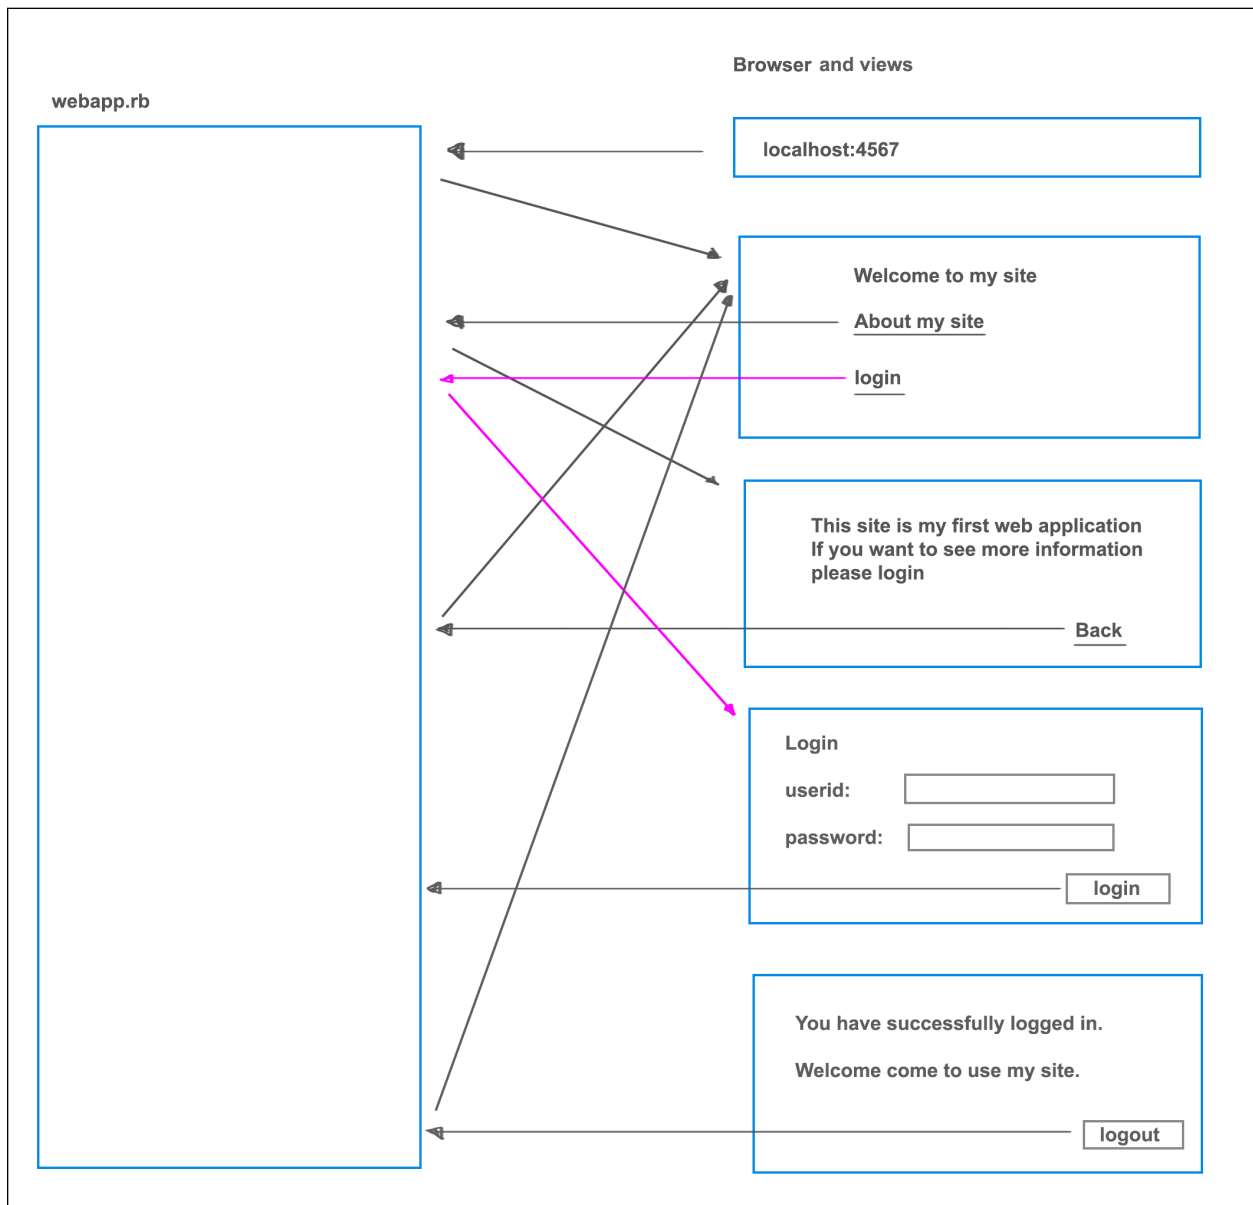 Browser and views
webapp.rb
localhost:4567
Welcome to my site
About my site
login
This site is my first web application
If you want to see more information
please login
Back
Login
userid:
password:
login
You have successfully logged in.
Welcome come to use my site.
logout